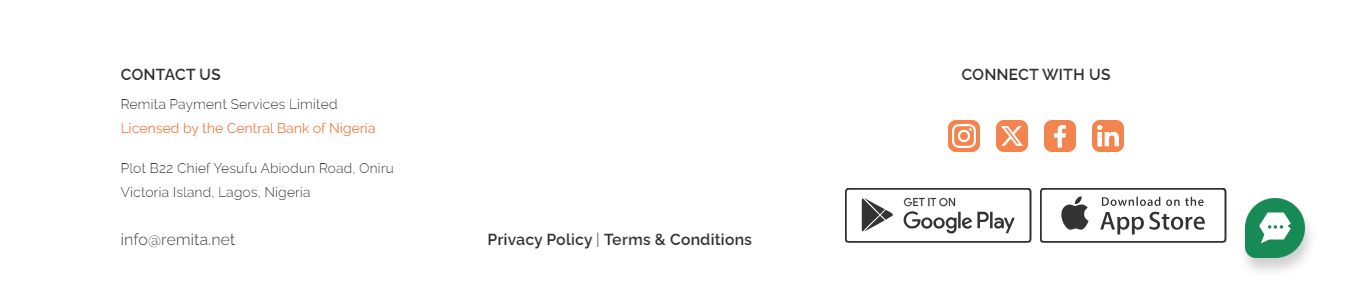 CONTACT US
Remita Payment Services Limited
Licensed by the Central Bank of Nigeria
Plot B22 Chief Yesufu Abiodun Road, Oniru
Victoria Island, Lagos, Nigeria
info@remita.net
Privacy Policy | Terms & Conditions
CONNECT WITH US
GET IT ON
Google Play
Download on the
App Store